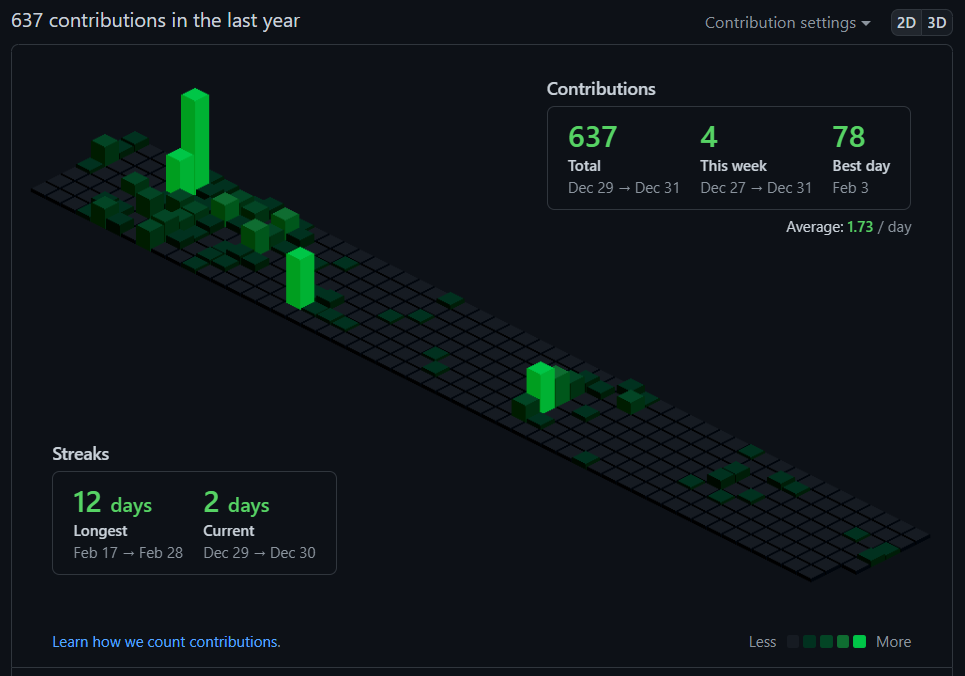 637 contributions in the last year
Contribution settings
2D 3D
Contributions
637 4 78
Total This week Best day
Dec 29 → Dec 31 Dec 27 → Dec 31 Feb 3
Average: 1.73 / day
Streaks
12 days 2 days
Longest Current
Feb 17 → Feb 28 Dec 29 → Dec 30
Learn how we count contributions.
Less More